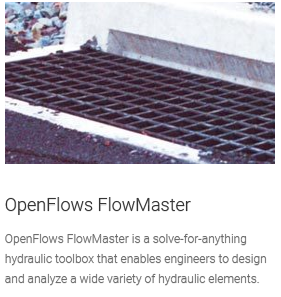 OpenFlows FlowMaster
OpenFlows FlowMaster is a solve-for-anything
hydraulic toolbox that enables engineers to design
and analyze a wide variety of hydraulic elements.